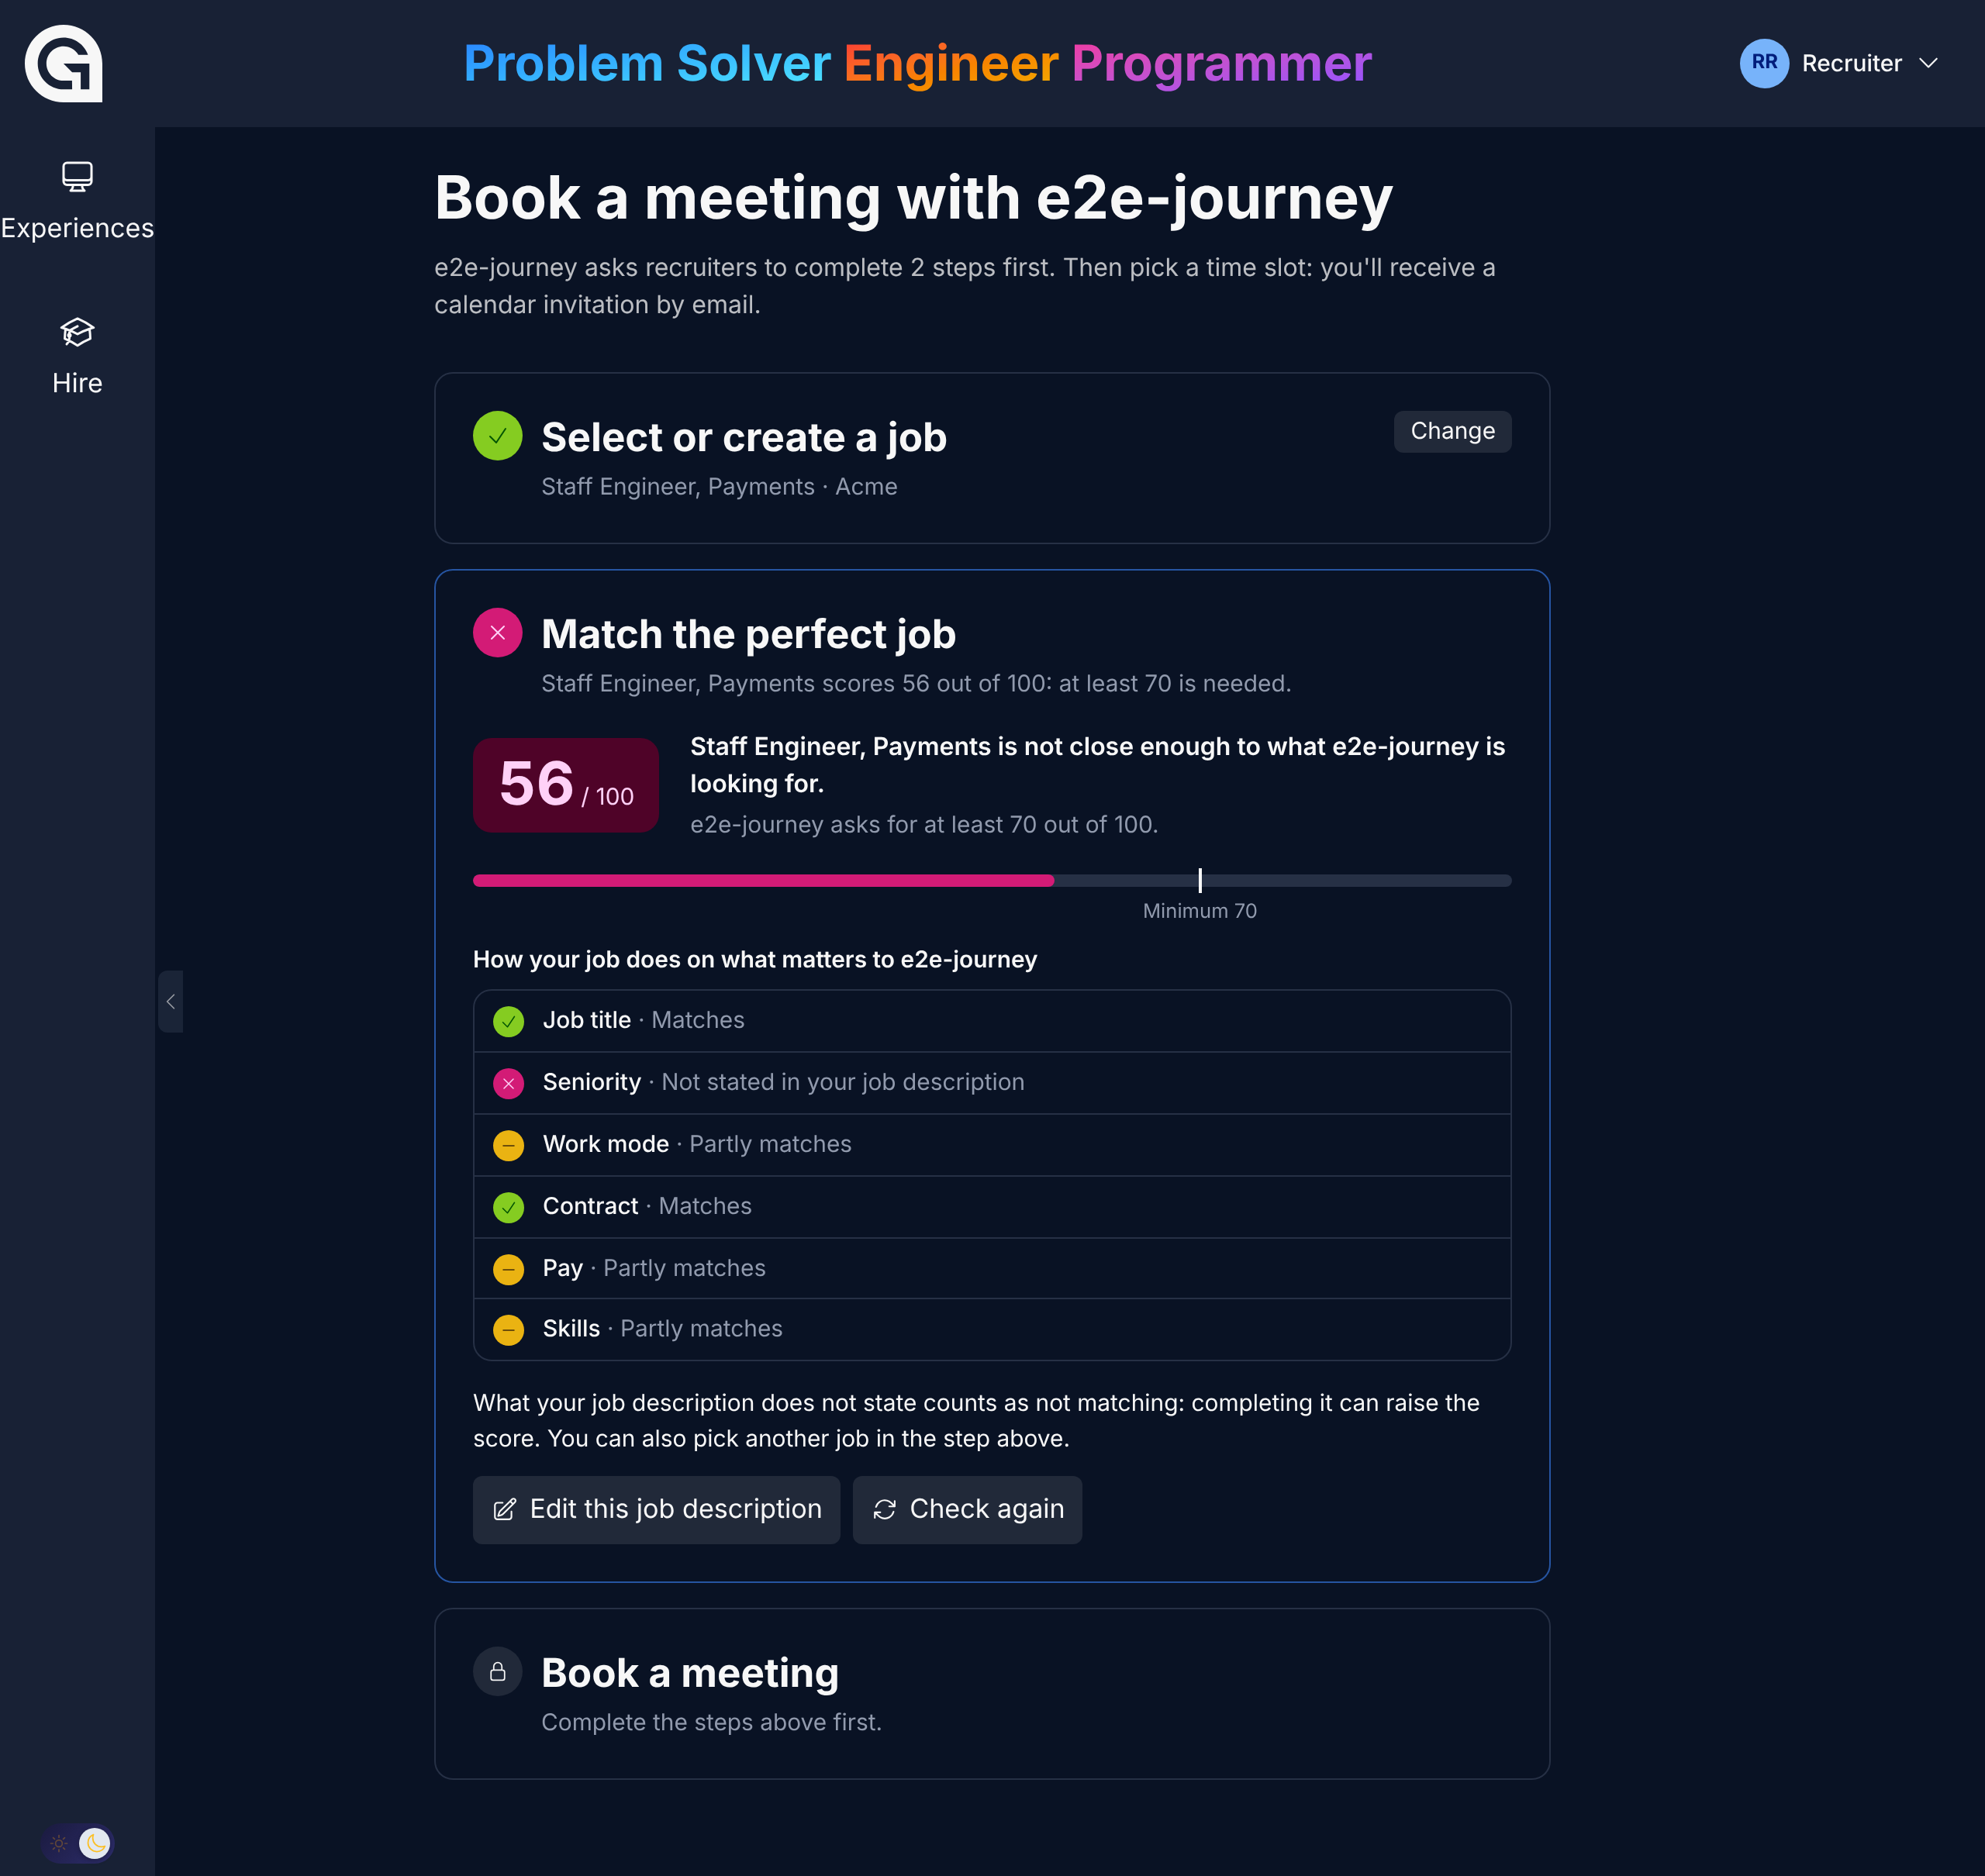 Problem Solver Engineer Programmer
RR Recruiter
Experiences
Hire
Book a meeting with e2e-journey
e2e-journey asks recruiters to complete 2 steps first. Then pick a time slot: you'll receive a
calendar invitation by email.
Select or create a job
Change
Staff Engineer, Payments · Acme
Match the perfect job
Staff Engineer, Payments scores 56 out of 100: at least 70 is needed.
56 / 100
Staff Engineer, Payments is not close enough to what e2e-journey is
looking for.
e2e-journey asks for at least 70 out of 100.
Minimum 70
How your job does on what matters to e2e-journey
Job title · Matches
Seniority · Not stated in your job description
Work mode · Partly matches
Contract · Matches
Pay · Partly matches
Skills · Partly matches
What your job description does not state counts as not matching: completing it can raise the
score. You can also pick another job in the step above.
Edit this job description
Check again
Book a meeting
Complete the steps above first.